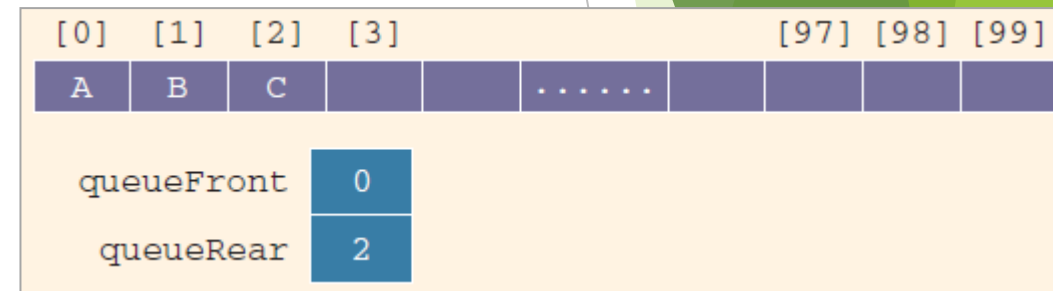 [0] [1] [2] [3] [97] [98] [99]
A B C ......
queueFront 0
queueRear 2